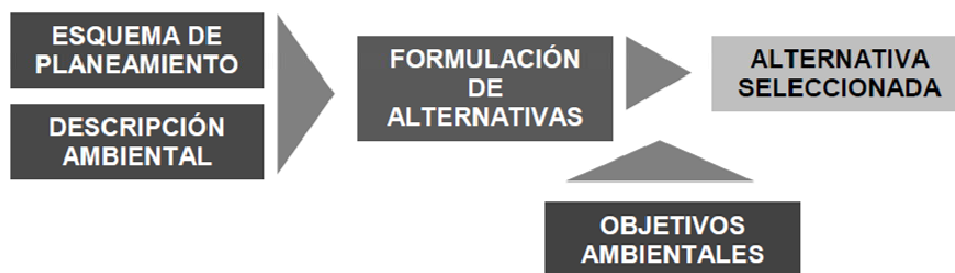 ESQUEMA DE
PLANEAMIENTO
DESCRIPCIÓN
AMBIENTAL
FORMULACIÓN
DE
ALTERNATIVAS
ALTERNATIVA
SELECCIONADA
OBJETIVOS
AMBIENTALES